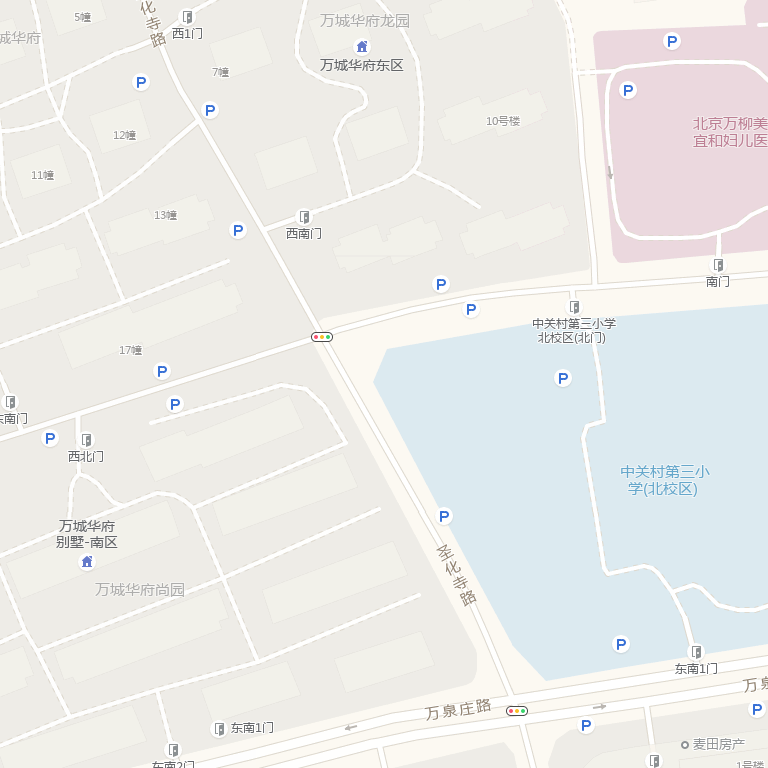 5幢
西1门
圣化寺路
万城华府龙园
华府
万城华府东区
7幢
P
P
P
P
12幢
10号楼
11幢
北京万柳美
宜和妇儿医
13幢
P
西南门
南门
P
P
中关村第三小学
北校区(北门)
17幢
P
P
P
东南门
P
西北门
中关村第三小
学(北校区)
万城华府
别墅-南区
P
圣化寺路
万城华府尚园
P
东南1门
万泉庄路
万泉
P
东南1门
麦田房产
东南2门
1号楼